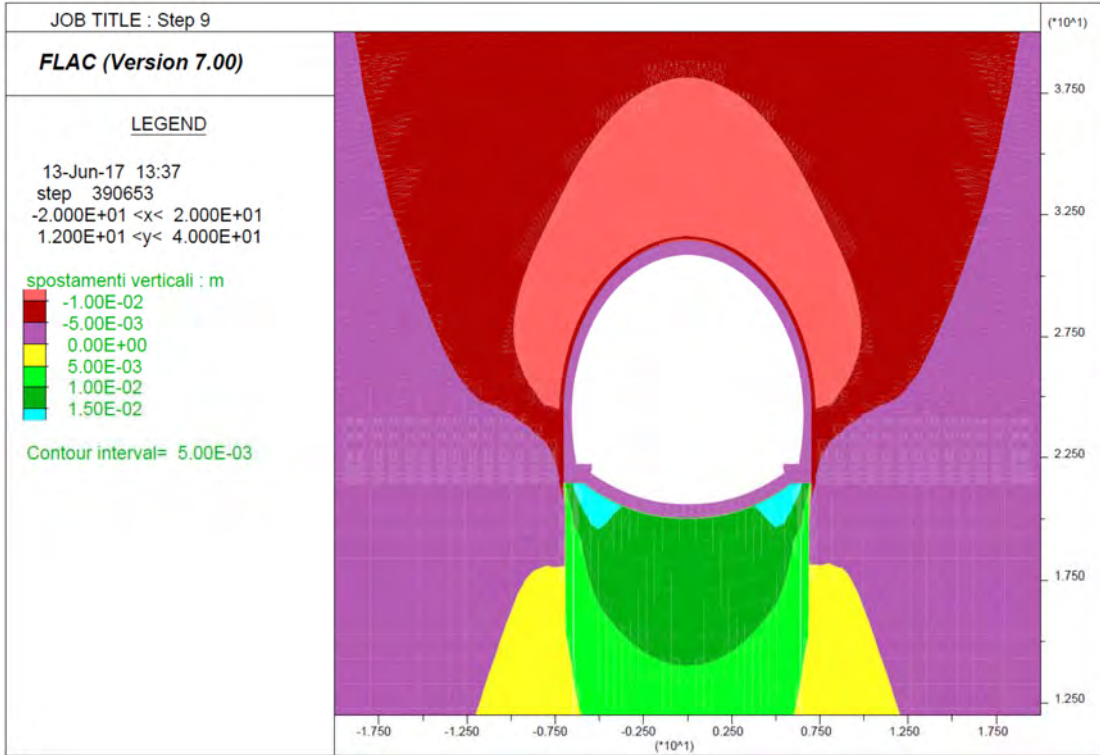 JOB TITLE : Step 9
(*10^1)
FLAC (Version 7.00)
LEGEND
13-Jun-17 13:37
step 390653
-2.000E+01 <x< 2.000E+01
1.200E+01 <y< 4.000E+01
spostamenti verticali : m
-1.00E-02
-5.00E-03
0.00E+00
5.00E-03
1.00E-02
1.50E-02
Contour interval= 5.00E-03
3.750
3.250
2.750
2.250
1.750
1.250
-1.750 -1.250 -0.750 -0.250 0.250 0.750 1.250 1.750
(*10^1)